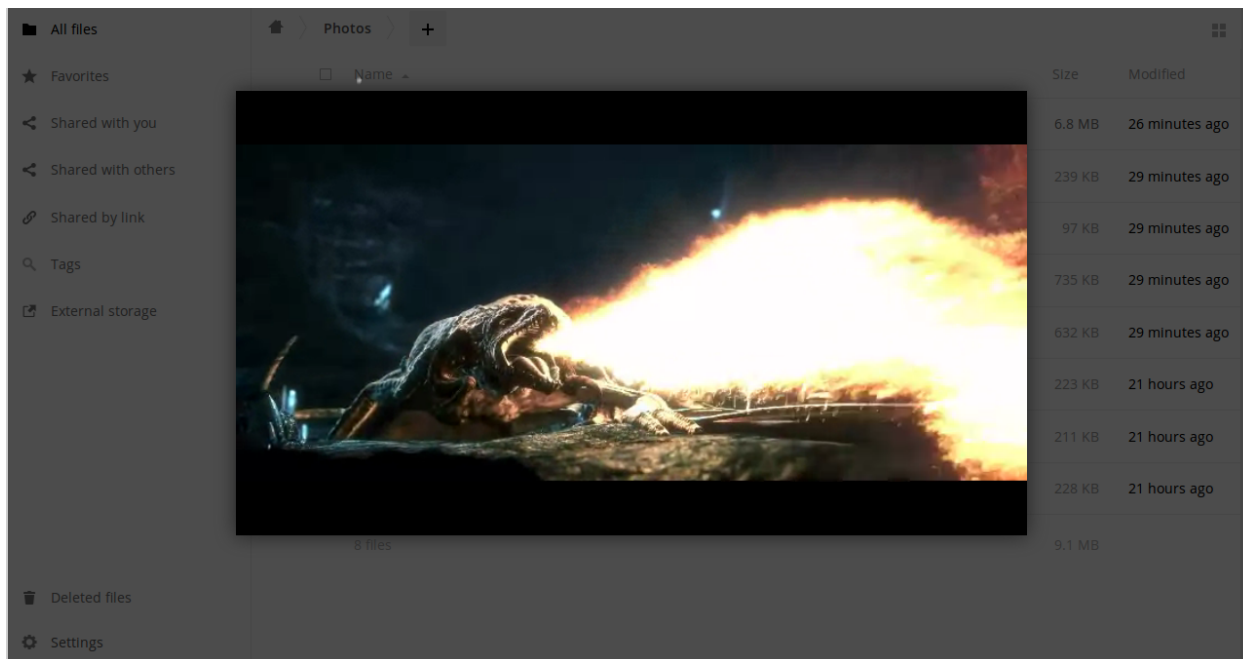 All files
Photos +
Favorites
Name Size Modified
Shared with you
6.8 MB 26 minutes ago
Shared with others
239 KB 29 minutes ago
Shared by link
97 KB 29 minutes ago
Tags
735 KB 29 minutes ago
External storage
632 KB 29 minutes ago
223 KB 21 hours ago
211 KB 21 hours ago
228 KB 21 hours ago
8 files 9.1 MB
Deleted files
Settings